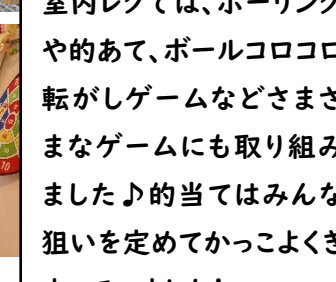 室内レクでは、ボーリング
や的あて、ボールコロコロ
転がしゲームなどさまざ
まなゲームにも取り組み
ました♪的当てはみんな
狙いを定めてかっこよく
10